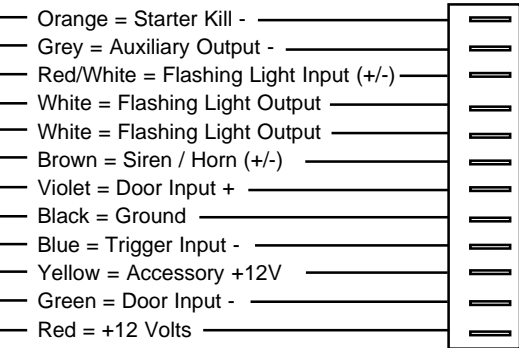 Orange = Starter Kill -
Grey = Auxiliary Output -
Red/White = Flashing Light Input (+/-)
White = Flashing Light Output
White = Flashing Light Output
Brown = Siren / Horn (+/-)
Violet = Door Input +
Black = Ground
Blue = Trigger Input -
Yellow = Accessory +12V
Green = Door Input -
Red = +12 Volts